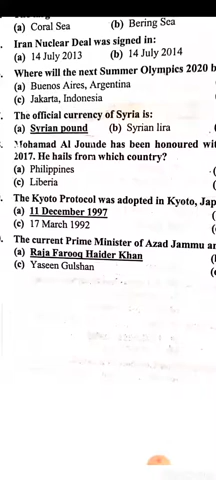 (a) Coral Sea (b) Bering Sea
Iran Nuclear Deal was signed in:
(a) 14 July 2013 (b) 14 July 2014
Where will the next Summer Olympics 2020 b
(a) Buenos Aires, Argentina
(c) Jakarta, Indonesia
The official currency of Syria is:
(a) Syrian pound (b) Syrian lira
Mohamad Al Jounde has been honoured wit
2017. He hails from which country?
(a) Philippines
(c) Liberia
The Kyoto Protocol was adopted in Kyoto, Jap
(a) 11 December 1997
(c) 17 March 1992
The current Prime Minister of Azad Jammu an
(a) Raja Farooq Haider Khan
(c) Yaseen Gulshan